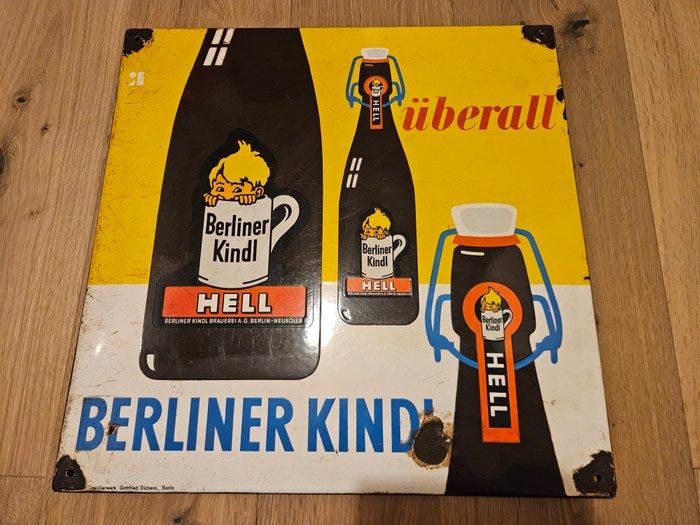 überall
HELL
Berliner
Kindl
HELL
BERLINER KINDL BRAUEREI A.G. BERLIN-NEUKÖLLN
Berliner
Kindl
HELL
Berliner
Kindl
HELL
BERLINER KINDL
Gottfried Dichanz, Berlin